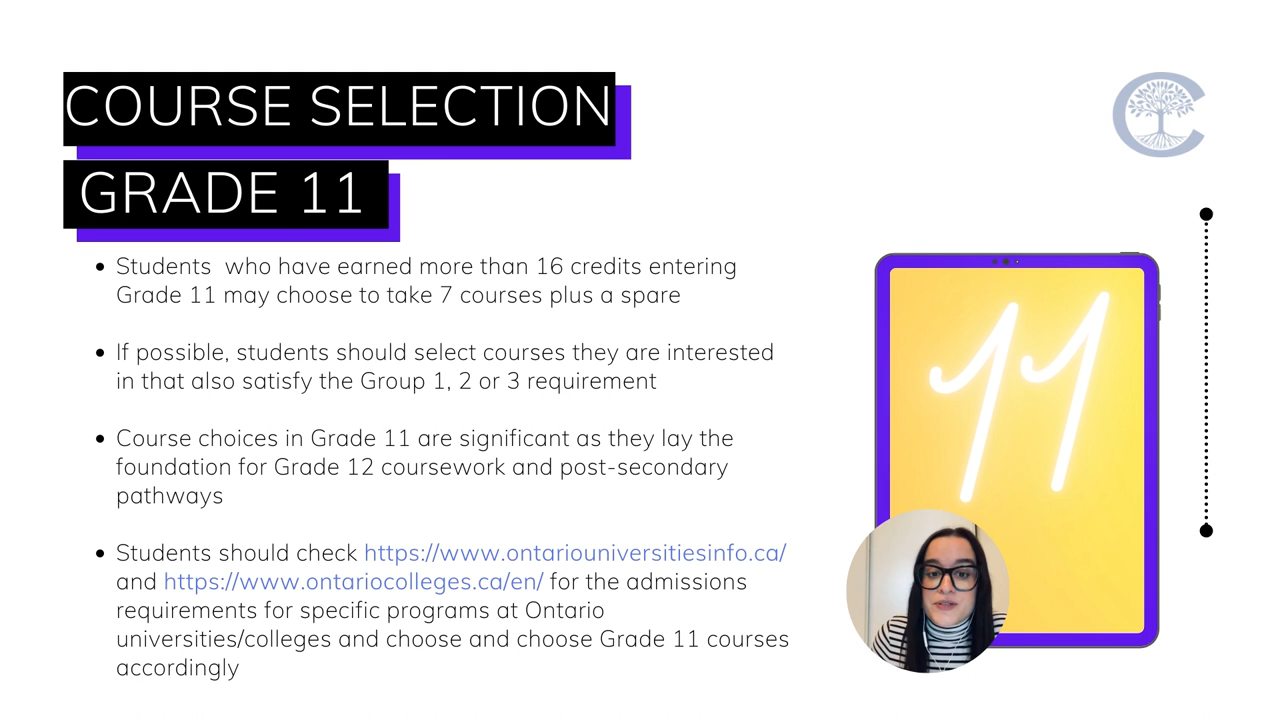 COURSE SELECTION
GRADE 11
• Students  who have earned more than 16 credits entering
Grade 11 may choose to take 7 courses plus a spare
• If possible, students should select courses they are interested
in that also satisfy the Group 1, 2 or 3 requirement
• Course choices in Grade 11 are significant as they lay the
foundation for Grade 12 coursework and post-secondary
pathways
• Students should check https://www.ontariouniversitiesinfo.ca/
and https://www.ontariocolleges.ca/en/ for the admissions
requirements for specific programs at Ontario
universities/colleges and choose and choose Grade 11 courses
accordingly
C
11